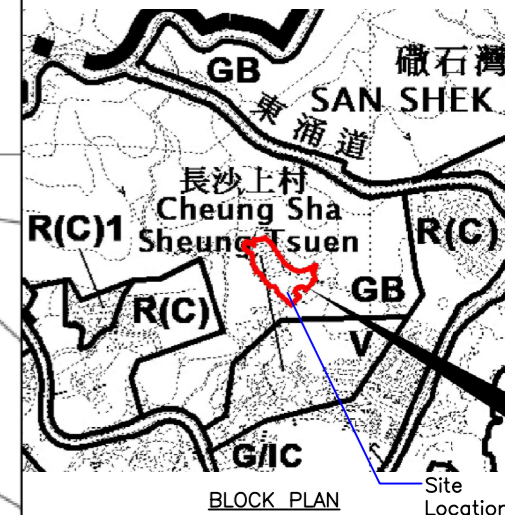 GB
礮石灣
SAN SHEK
東涌道
長沙上村
Cheung Sha
Sheung Tsuen
R(C)1
R(C)
R(C)
GB
V
G/IC
Site
Location
BLOCK PLAN